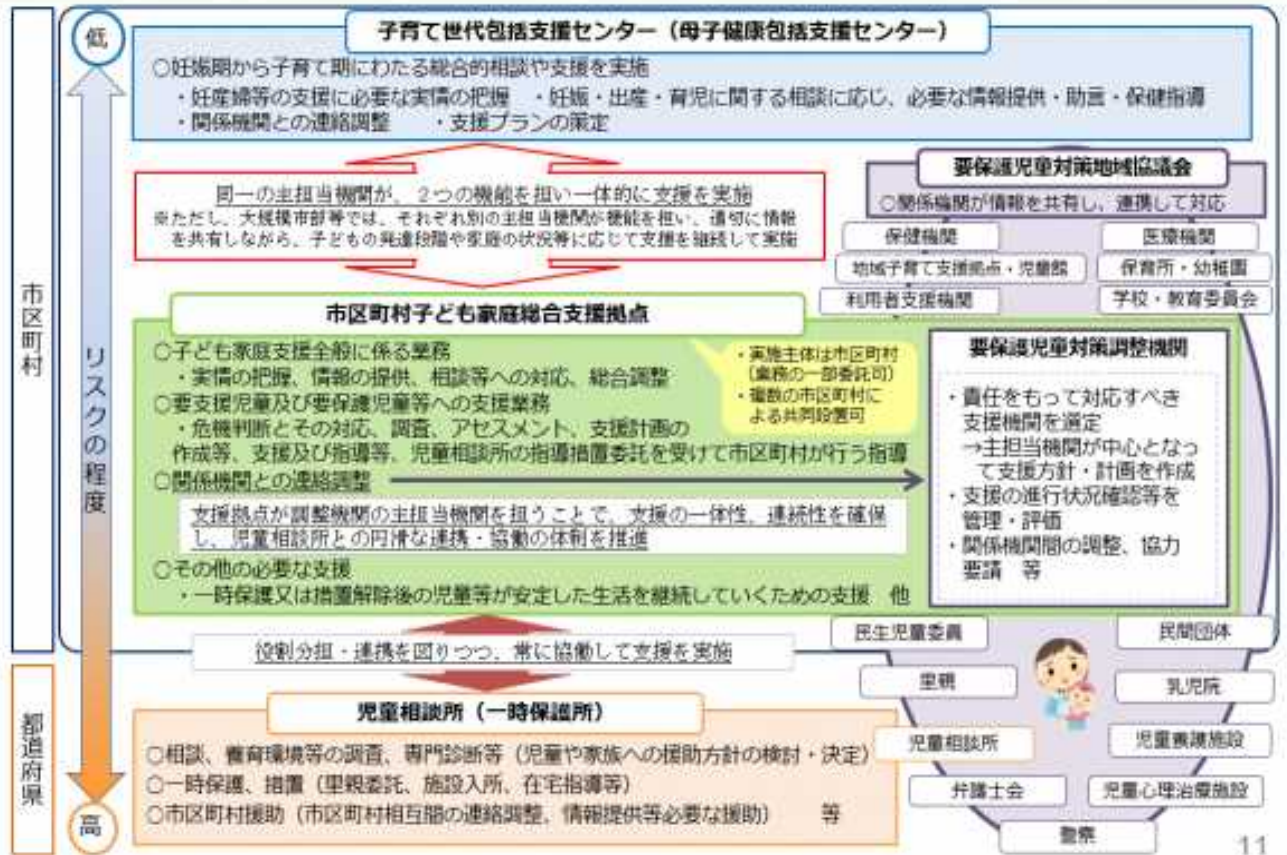 低
子育て世代包括支援センター（母子健康包括支援センター）
○妊娠期から子育て期にわたる総合的相談や支援を実施
・妊産婦等の支援に必要な実情の把握　・妊娠・出産・育児に関する相談に応じ、必要な情報提供・助言・保健指導
・関係機関との連絡調整　・支援プランの策定
同一の主担当機関が、２つの機能を担い一体的に支援を実施
※ただし、大規模市部等では、それぞれ別の主担当機関が機能を担い、適切に情報
を共有しながら、子どもの発達段階や家庭の状況等に応じて支援を継続して実施
要保護児童対策地域協議会
○関係機関が情報を共有し、連携して対応
保健機関
医療機関
地域子育て支援拠点・児童館
保育所・幼稚園
利用者支援機関
学校・教育委員会
市区町村
リスクの程度
市区町村子ども家庭総合支援拠点
○子ども家庭支援全般に係る業務
・実情の把握、情報の提供、相談等への対応、総合調整
○要支援児童及び要保護児童等への支援業務
・危機判断とその対応、調査、アセスメント、支援計画の
作成等、支援及び指導等、児童相談所の指導措置委託を受けて市区町村が行う指導
○関係機関との連絡調整
支援拠点が調整機関の主担当機関を担うことで、支援の一体性、連続性を確保
し、児童相談所との円滑な連携・協働の体制を推進
○その他の必要な支援
・一時保護又は措置解除後の児童等が安定した生活を継続していくための支援　他
・実施主体は市区町村
（業務の一部委託可）
・複数の市区町村に
よる共同設置可
要保護児童対策調整機関
・責任をもって対応すべき
支援機関を選定
→主担当機関が中心となっ
て支援方針・計画を作成
・支援の進行状況確認等を
管理・評価
・関係機関間の調整、協力
要請　等
役割分担・連携を図りつつ、常に協働して支援を実施
民生児童委員
民間団体
里親
乳児院
児童相談所
児童養護施設
弁護士会
児童心理治療施設
警察
都道府県
高
児童相談所（一時保護所）
○相談、養育環境等の調査、専門診断等（児童や家族への援助方針の検討・決定）
○一時保護、措置（里親委託、施設入所、在宅指導等）
○市区町村援助（市区町村相互間の連絡調整、情報提供等必要な援助）　等
11